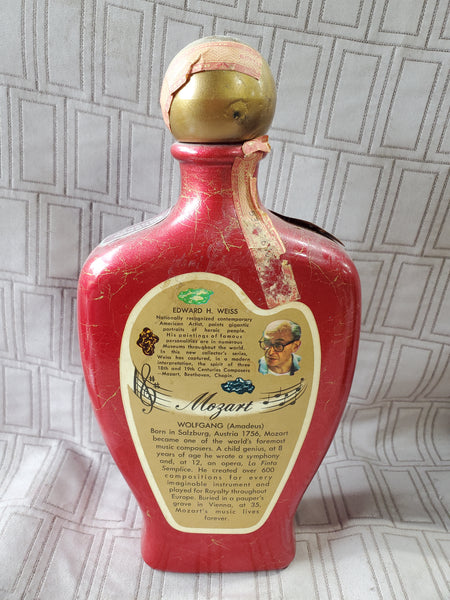 EDWARD H. WEISS
Nationally recognized contemporary
American Artist, paints gigantic
portraits of heroic people.
His paintings of famous
personalities are in numerous
Museums throughout the world.
In this new collector's series,
Weiss has captured, in a modern
interpretation, the spirit of three
18th and 19th Centuries Composers
—Mozart, Beethoven, Chopin.
Mozart
WOLFGANG (Amadeus)
Born in Salzburg, Austria 1756, Mozart
became one of the world's foremost
music composers. A child genius, at 8
years of age he wrote a symphony
and, at 12, an opera, La Finta
Semplice. He created over 600
compositions for every
imaginable instrument and
played for Royalty throughout
Europe. Buried in a pauper's
grave in Vienna, at 35,
Mozart's music lives
forever.